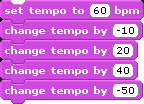 set tempo to 60 bpm
change tempo by -10
change tempo by 20
change tempo by 40
change tempo by -50